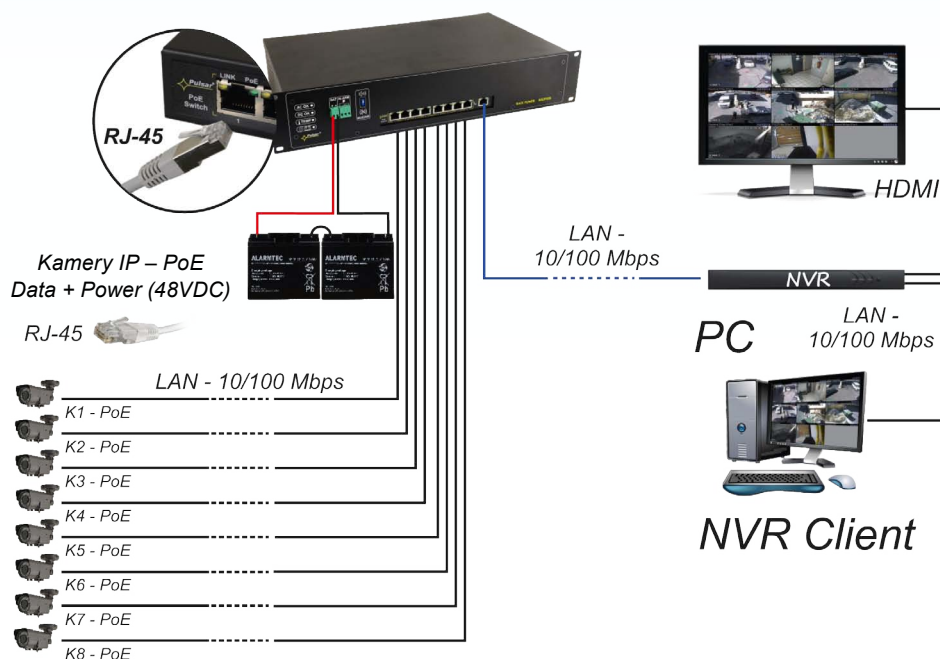 LINK PoE
Pulsar
PoE
Switch
RJ-45
HDMI
ALARMTEC
ALARMTEC
Pb
Pb
Kamery IP – PoE
Data + Power (48VDC)
RJ-45
LAN -
10/100 Mbps
NVR
PC
LAN -
10/100 Mbps
LAN - 10/100 Mbps
K1 - PoE
K2 - PoE
K3 - PoE
K4 - PoE
K5 - PoE
K6 - PoE
K7 - PoE
K8 - PoE
NVR Client